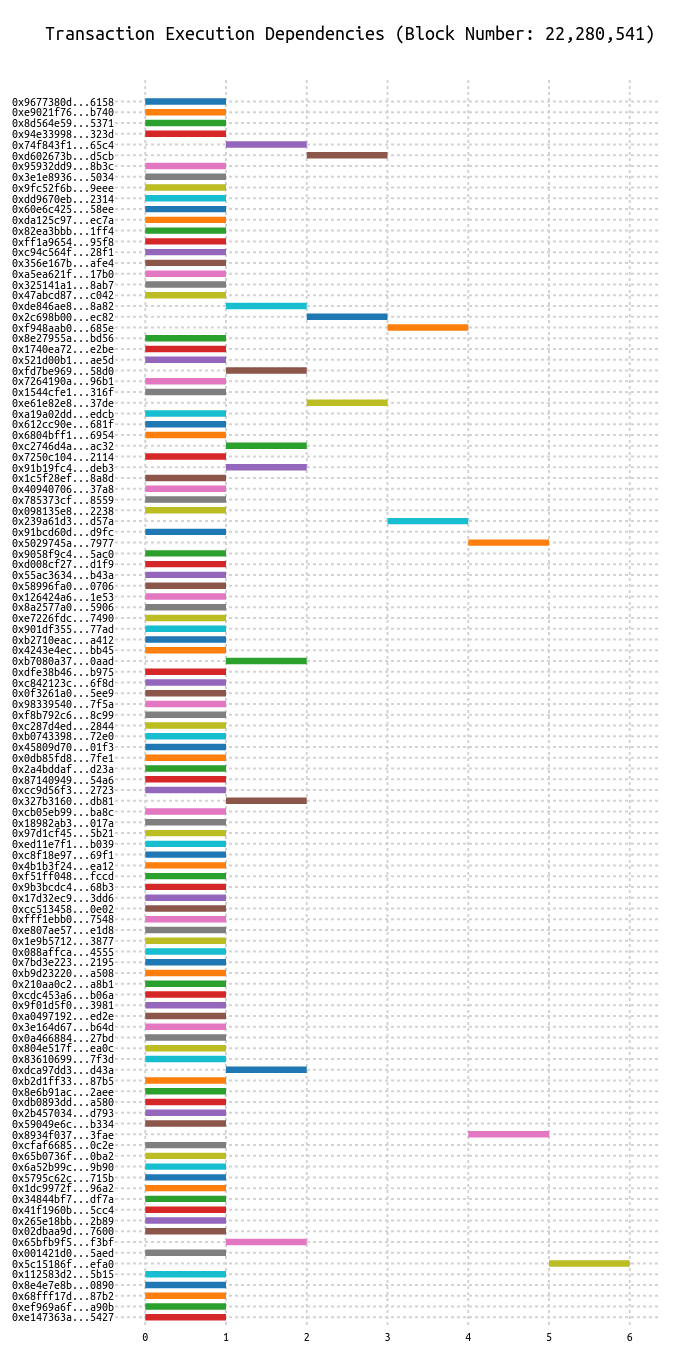 Transaction Execution Dependencies (Block Number: 22,280,541)
0x9677380d...6158
0xe9021f76...b740
0x8d564e59...5371
0x94e33998...323d
0x74f843f1...65c4
0xd602673b...d5cb
0x95932dd9...8b3c
0x3e1e8936...5034
0x9fc52f6b...9eee
0xdd9670eb...2314
0x60e6c425...58ee
0xda125c97...ec7a
0x82ea3bbb...1ff4
0xff1a9654...95f8
0xc94c564f...28f1
0x356e167b...afe4
0xa5ea621f...17b0
0x325141a1...8ab7
0x47abcd87...c042
0xde846ae8...8a82
0x2c698b00...ec82
0xf948aab0...685e
0x8e27955a...bd56
0x1740ea72...e2be
0x521d00b1...ae5d
0xfd7be969...58d0
0x7264190a...96b1
0x1544cfe1...316f
0xe61e82e8...37de
0xa19a02dd...edcb
0x612cc90e...681f
0x6804bff1...6954
0xc2746d4a...ac32
0x7250c104...2114
0x91b19fc4...deb3
0x1c5f28ef...8a8d
0x40940706...37a8
0x785373cf...8559
0x098135e8...2238
0x239a61d3...d57a
0x91bcd60d...d9fc
0x5029745a...7977
0x9058f9c4...5ac0
0xd008cf27...d1f9
0x55ac3634...b43a
0x58996fa0...0706
0x126424a6...1e53
0x8a2577a0...5906
0xe7226fdc...7490
0x901df355...77ad
0xb2710eac...a412
0x4243e4ec...bb45
0xb7080a37...0aad
0xdfe38b46...b975
0xc842123c...6f8d
0x0f3261a0...5ee9
0x98339540...7f5a
0xf8b792c6...8c99
0xc287d4ed...2844
0xb0743398...72e0
0x45809d70...01f3
0x0db85fd8...7fe1
0x2a4bddaf...d23a
0x87140949...54a6
0xcc9d56f3...2723
0x327b3160...db81
0xcb05eb99...ba8c
0x18982ab3...017a
0x97d1cf45...5b21
0xed11e7f1...b039
0xc8f18e97...69f1
0x4b1b3f24...ea12
0xf51ff048...fccd
0x9b3bcdc4...68b3
0x17d32ec9...3dd6
0xcc513458...0e02
0xfff1ebb0...7548
0xe807ae57...e1d8
0x1e9b5712...3877
0x088affca...4555
0x7bd3e223...2195
0xb9d23220...a508
0x210aa0c2...a8b1
0xcdc453a6...b06a
0x9f01d5f0...3981
0xa0497192...ed2e
0x3e164d67...b64d
0x0a466884...27bd
0x804e517f...ea0c
0x83610699...7f3d
0xdca97dd3...d43a
0xb2d1ff33...87b5
0x8e6b91ac...2aee
0xdb0893dd...a580
0x2b457034...d793
0x59049e6c...b334
0x8934f037...3fae
0xcfaf6685...0c2e
0x65b0736f...0ba2
0x6a52b99c...9b90
0x5795c62c...715b
0x1dc9972f...96a2
0x34844bf7...df7a
0x41f1960b...5cc4
0x265e18bb...2b89
0x02dbaa9d...7600
0x65bfb9f5...f3bf
0x001421d0...5aed
0x5c15186f...efa0
0x112583d2...5b15
0x8e4e7e8b...0890
0x68fff17d...87b2
0xef969a6f...a90b
0xe147363a...5427
0 1 2 3 4 5 6